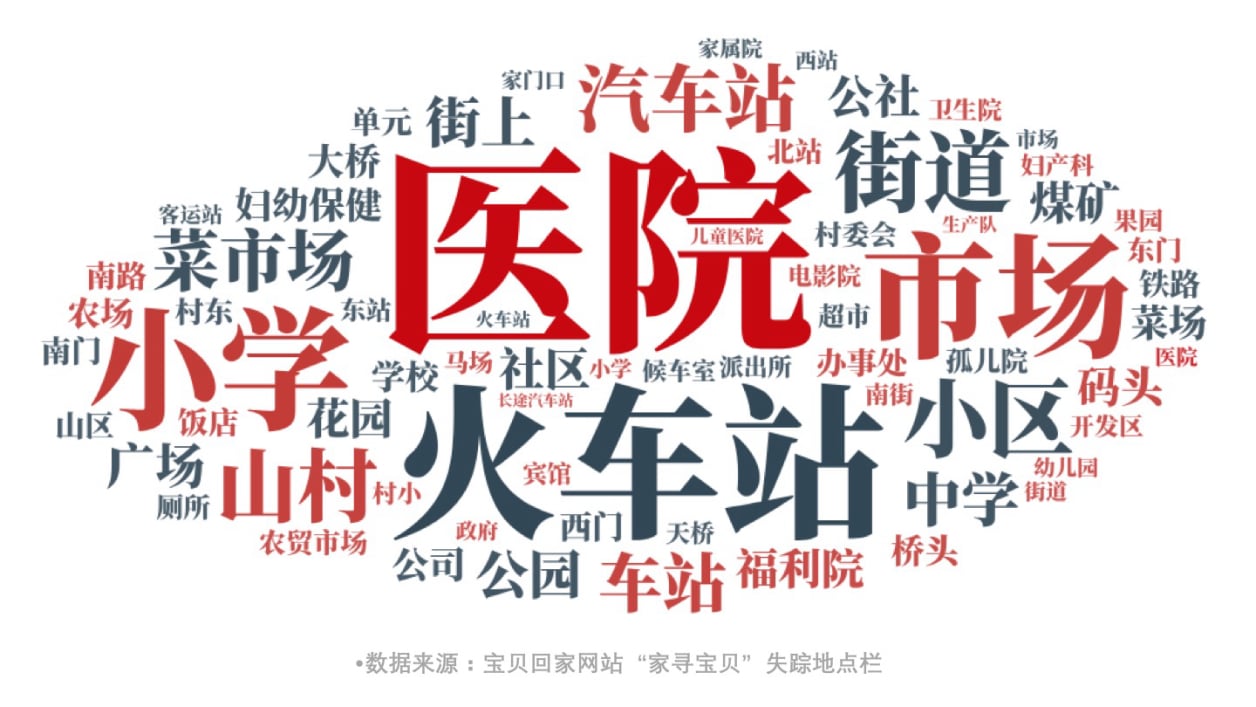 家属院
西站
家门口
汽车站
公社
卫生院
单元
街上
市场
大桥
北站
街道
妇产科
医院
煤矿
妇幼保健
客运站
儿童医院
村委会
生产队
果园
菜市场
东门
南路
电影院
市场
铁路
农场
村东
东站
火车站
超市
菜场
小学
南门
学校
马场
社区
小学
候车室
派出所
办事处
孤儿院
医院
长途汽车站
南街
码头
山区
饭店
花园
火车站
小区
开发区
广场
山村
村小
宾馆
中学
幼儿园
街道
厕所
农贸市场
政府
西门
天桥
公司
公园
车站
福利院
桥头
•数据来源：宝贝回家网站“家寻宝贝”失踪地点栏